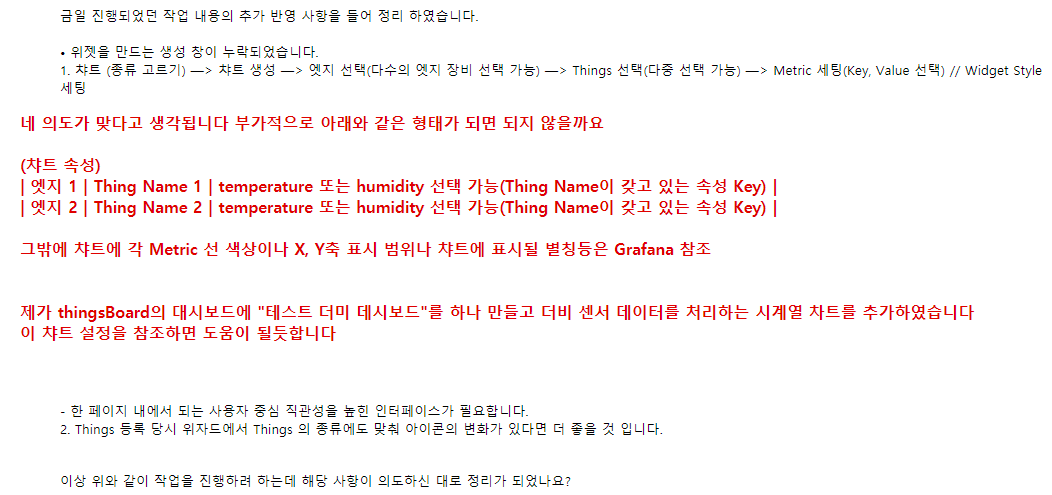 금일 진행되었던 작업 내용의 추가 반영 사항을 들어 정리 하였습니다.
• 위젯을 만드는 생성 창이 누락되었습니다.
1. 챠트 (종류 고르기) —> 챠트 생성 —> 엣지 선택(다수의 엣지 장비 선택 가능) —> Things 선택(다중 선택 가능) —> Metric 세팅(Key, Value 선택) // Widget Style
세팅
네 의도가 맞다고 생각됩니다 부가적으로 아래와 같은 형태가 되면 되지 않을까요
(챠트 속성)
| 엣지 1 | Thing Name 1 | temperature 또는 humidity 선택 가능(Thing Name이 갖고 있는 속성 Key) |
| 엣지 2 | Thing Name 2 | temperature 또는 humidity 선택 가능(Thing Name이 갖고 있는 속성 Key) |
그밖에 챠트에 각 Metric 선 색상이나 X, Y축 표시 범위나 챠트에 표시될 별칭등은 Grafana 참조
제가 thingsBoard의 대시보드에 "테스트 더미 데시보드"를 하나 만들고 더비 센서 데이터를 처리하는 시계열 차트를 추가하였습니다
이 챠트 설정을 참조하면 도움이 될듯합니다
- 한 페이지 내에서 되는 사용자 중심 직관성을 높힌 인터페이스가 필요합니다.
2. Things 등록 당시 위자드에서 Things 의 종류에도 맞춰 아이콘의 변화가 있다면 더 좋을 것 입니다.
이상 위와 같이 작업을 진행하려 하는데 해당 사항이 의도하신 대로 정리가 되었나요?